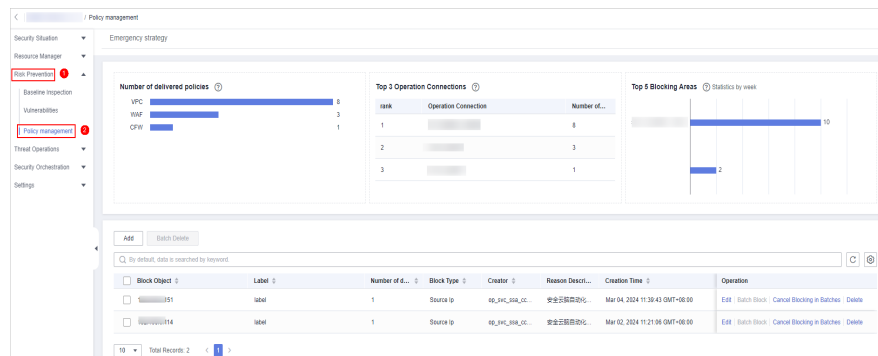 / Policy management
Security Situation
Emergency strategy
Resource Manager
Risk Prevention 1
Baseline Inspection
Vulnerabilities
Policy management 2
Threat Operations
Security Orchestration
Settings
Number of delivered policies ?
VPC 8
WAF 3
CFW 1
Top 3 Operation Connections ?
rank Operation Connection Number of...
1 8
2 3
3 1
Top 5 Blocking Areas ? Statistics by week
10
2
Add Batch Delete
By default, data is searched by keyword.
Block Object Label Number of d... Block Type Creator Reason Descri... Creation Time Operation
151 label 1 Source Ip op_svc_ssa_cc... 安全云脑自动化... Mar 04, 2024 11:39:43 GMT+08:00 Edit | Batch Block | Cancel Blocking in Batches | Delete
114 label 1 Source Ip op_svc_ssa_cc... 安全云脑自动化... Mar 02, 2024 11:21:06 GMT+08:00 Edit | Batch Block | Cancel Blocking in Batches | Delete
10 Total Records: 2 < 1 >